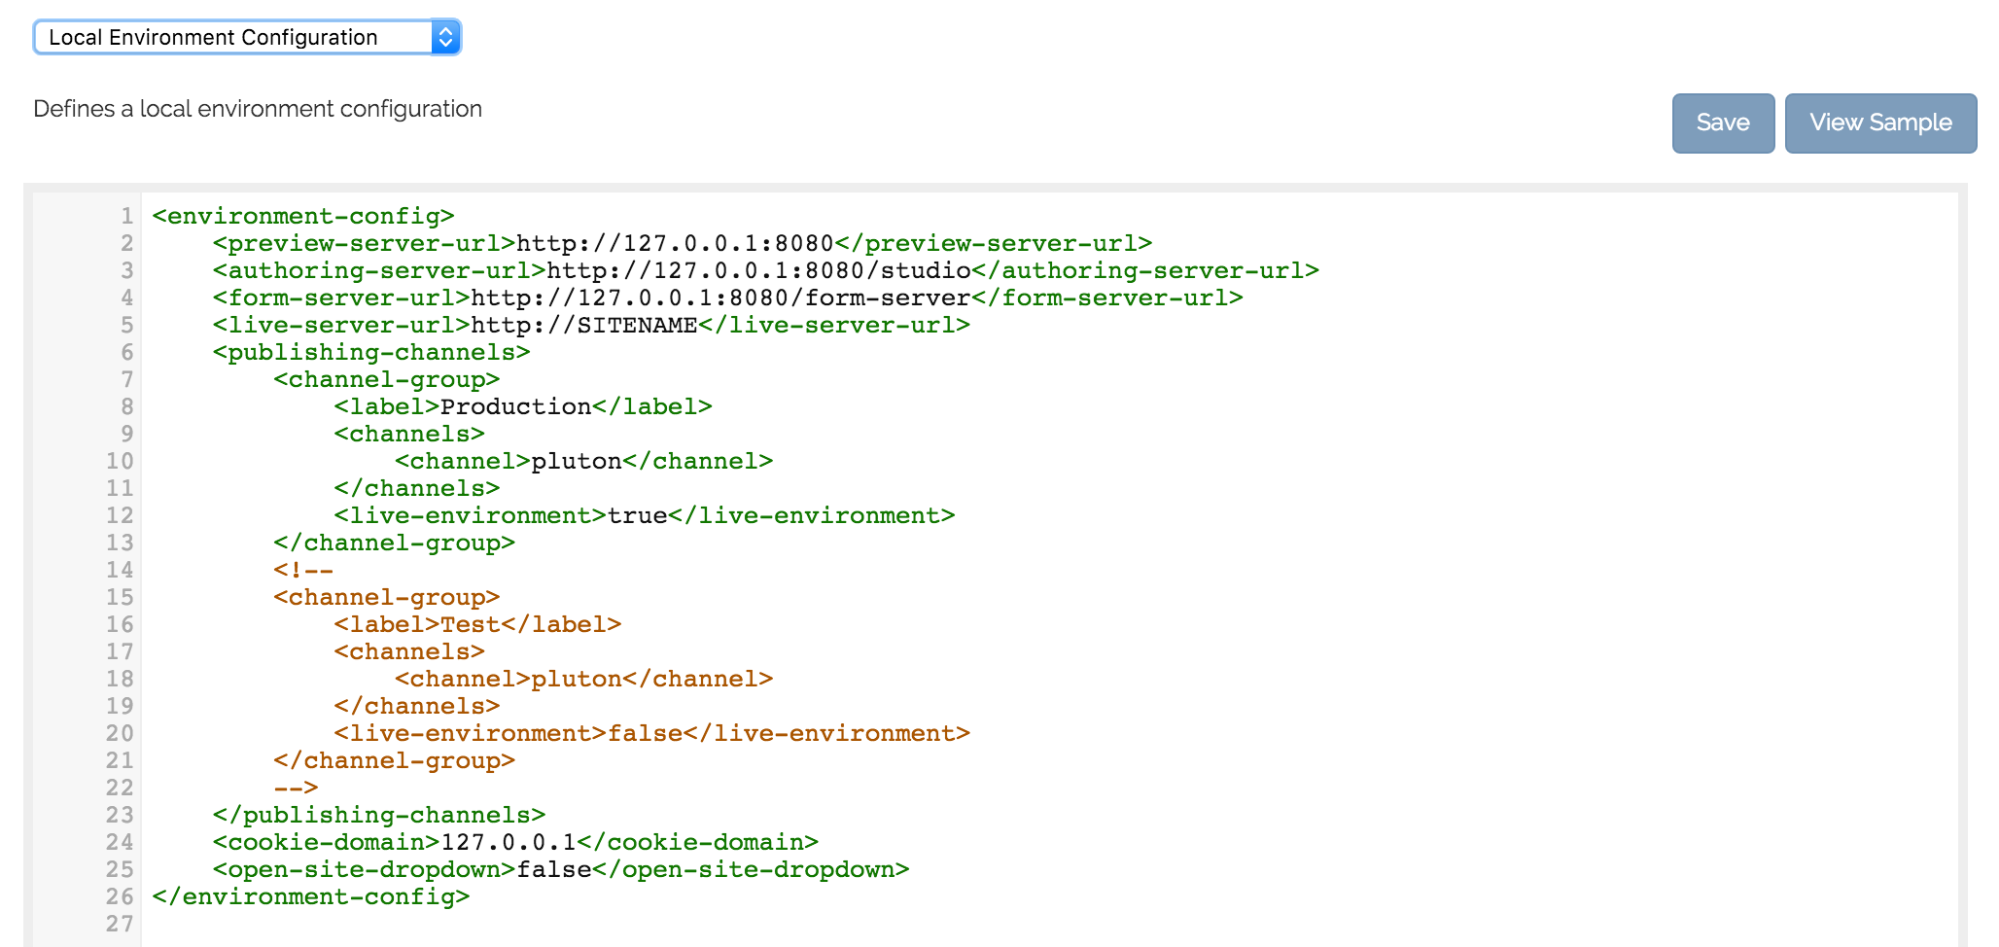 Local Environment Configuration
Defines a local environment configuration
Save
View Sample
1 <environment-config>
2     <preview-server-url>http://127.0.0.1:8080</preview-server-url>
3     <authoring-server-url>http://127.0.0.1:8080/studio</authoring-server-url>
4     <form-server-url>http://127.0.0.1:8080/form-server</form-server-url>
5     <live-server-url>http://SITENAME</live-server-url>
6     <publishing-channels>
7         <channel-group>
8             <label>Production</label>
9             <channels>
10                 <channel>pluton</channel>
11             </channels>
12             <live-environment>true</live-environment>
13         </channel-group>
14         <!--
15         <channel-group>
16             <label>Test</label>
17             <channels>
18                 <channel>pluton</channel>
19             </channels>
20             <live-environment>false</live-environment>
21         </channel-group>
22         -->
23     </publishing-channels>
24     <cookie-domain>127.0.0.1</cookie-domain>
25     <open-site-dropdown>false</open-site-dropdown>
26 </environment-config>
27